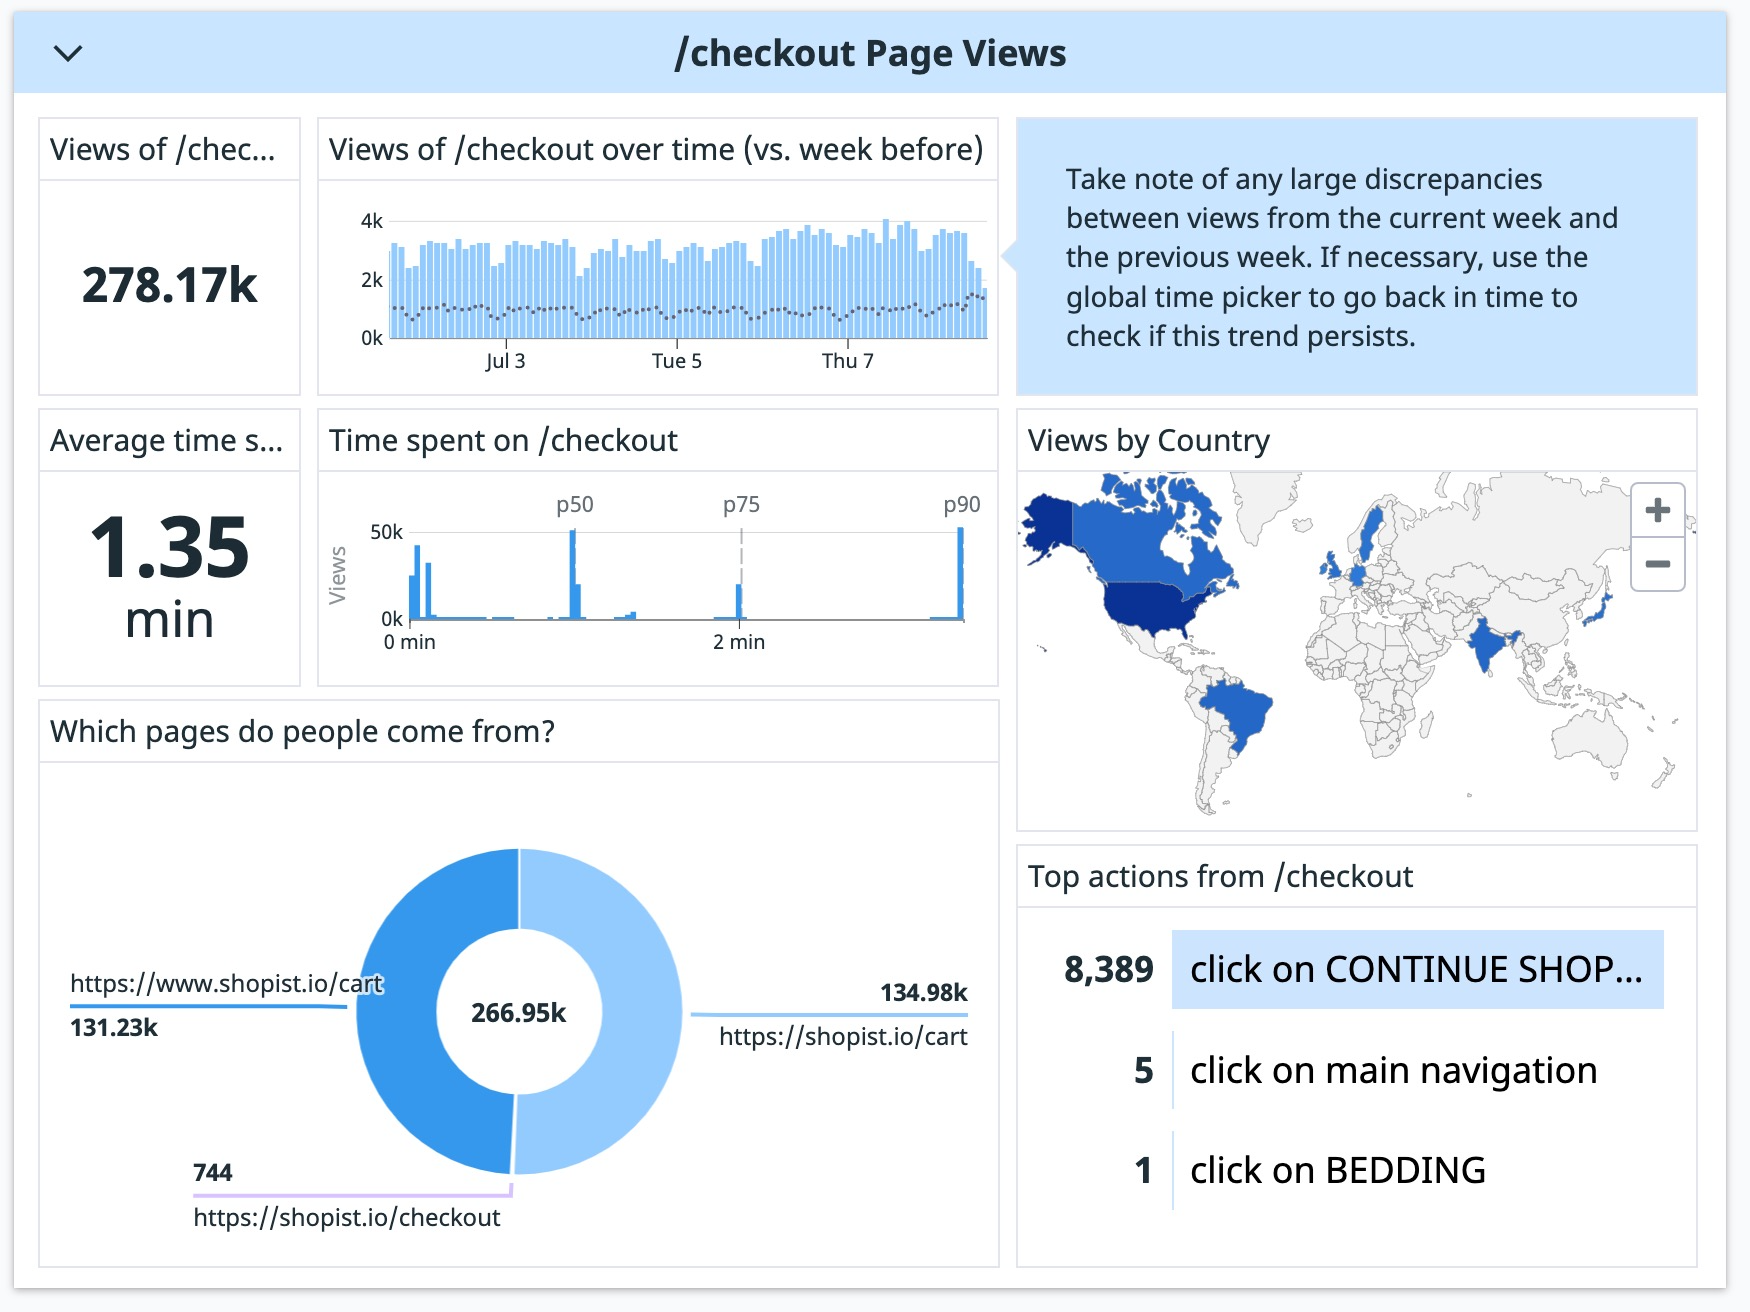 /checkout Page Views
Views of /chec...
278.17k
Views of /checkout over time (vs. week before)
4k
2k
0k
Jul 3
Tue 5
Thu 7
Take note of any large discrepancies
between views from the current week and
the previous week. If necessary, use the
global time picker to go back in time to
check if this trend persists.
Average time s...
1.35
min
Time spent on /checkout
p50
p75
p90
Views
50k
0k
0 min
2 min
Views by Country
+
−
Which pages do people come from?
https://www.shopist.io/cart
131.23k
266.95k
134.98k
https://shopist.io/cart
744
https://shopist.io/checkout
Top actions from /checkout
8,389 click on CONTINUE SHOP...
5 click on main navigation
1 click on BEDDING